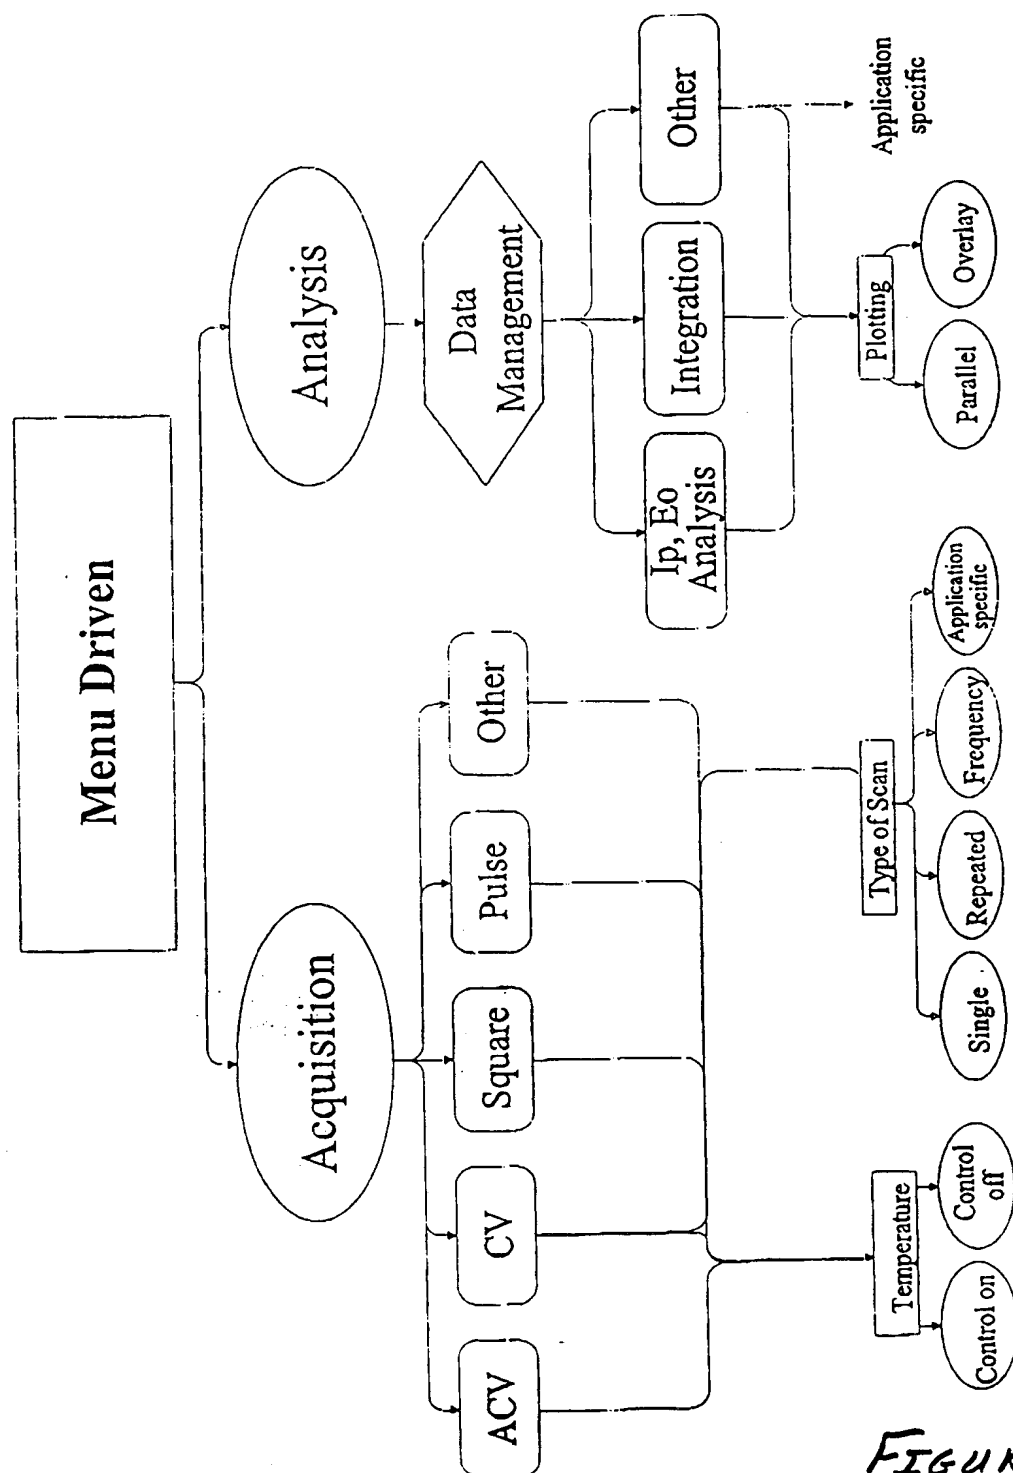 Menu Driven
Acquisition
Analysis
ACV
CV
Square
Pulse
Other
Data
Management
Ip, Eo
Analysis
Integration
Other
Temperature
Control on
Control
off
Type of Scan
Single
Repeated
Frequency
Application
specific
Plotting
Parallel
Overlay
Application
specific